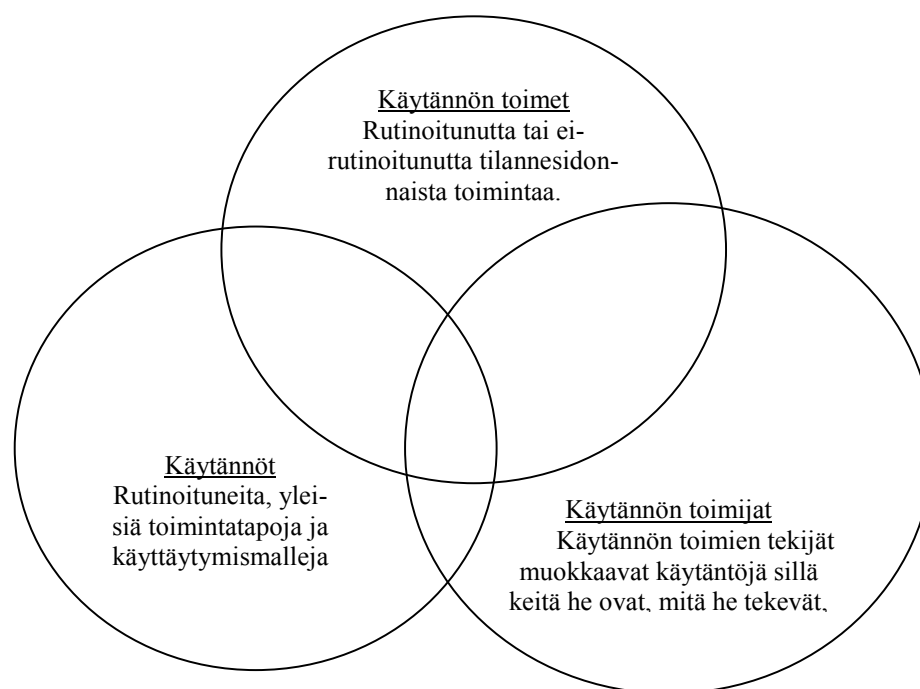 Käytännön toimet
Rutinoitunutta tai ei-
rutinoitunutta tilannesidon-
naista toimintaa.
Käytännöt
Rutinoituneita, ylei-
siä toimintatapoja ja
käyttäytymismalleja
Käytännön toimijat
Käytännön toimien tekijät
muokkaavat käytäntöjä sillä
keitä he ovat, mitä he tekevät,